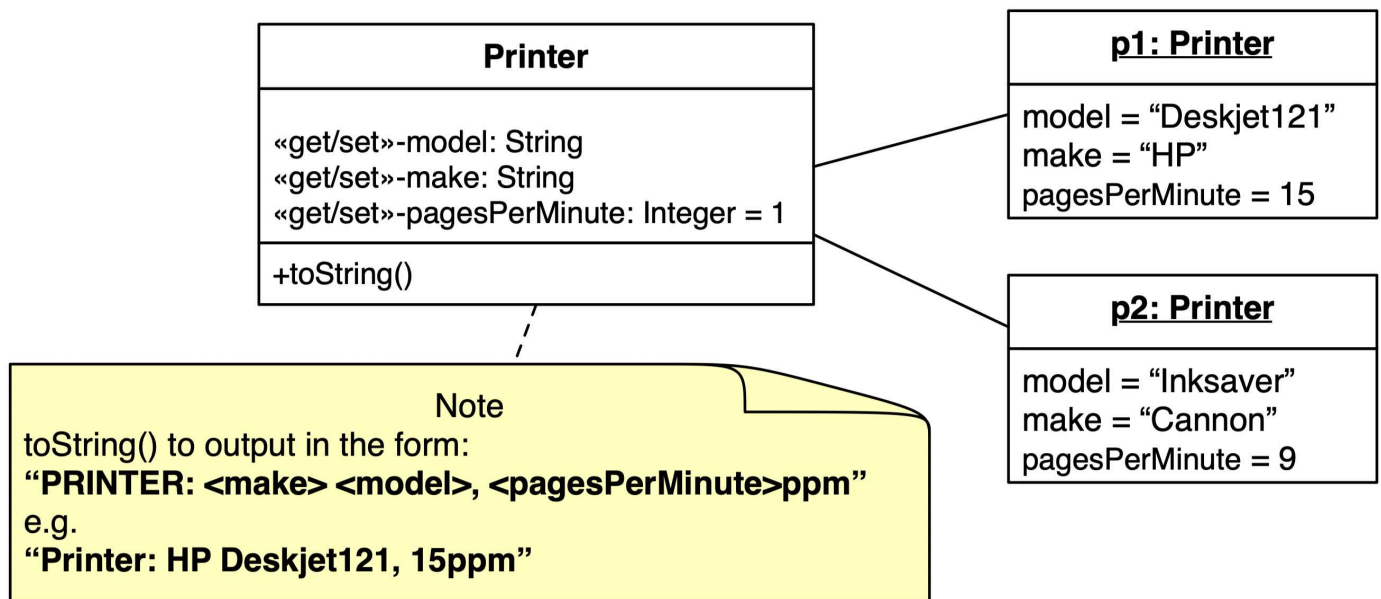 Printer
«get/set»-model: String
«get/set»-make: String
«get/set»-pagesPerMinute: Integer = 1
+toString()
p1: Printer
model = “Deskjet121”
make = “HP”
pagesPerMinute = 15
p2: Printer
model = “Inksaver”
make = “Cannon”
pagesPerMinute = 9
Note
toString() to output in the form:
“PRINTER: <make> <model>, <pagesPerMinute>ppm”
e.g.
“Printer: HP Deskjet121, 15ppm”